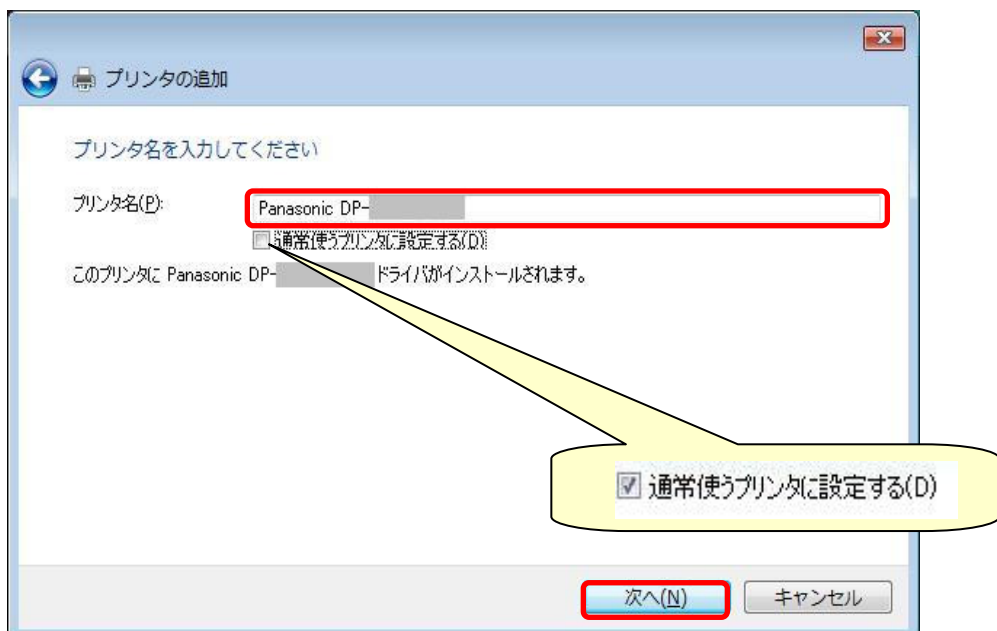 プリンタの追加
プリンタ名を入力してください
プリンタ名(P): Panasonic DP-
通常使うプリンタに設定する(D)
このプリンタに Panasonic DP- ドライバがインストールされます。
通常使うプリンタに設定する(D)
次へ(N) キャンセル